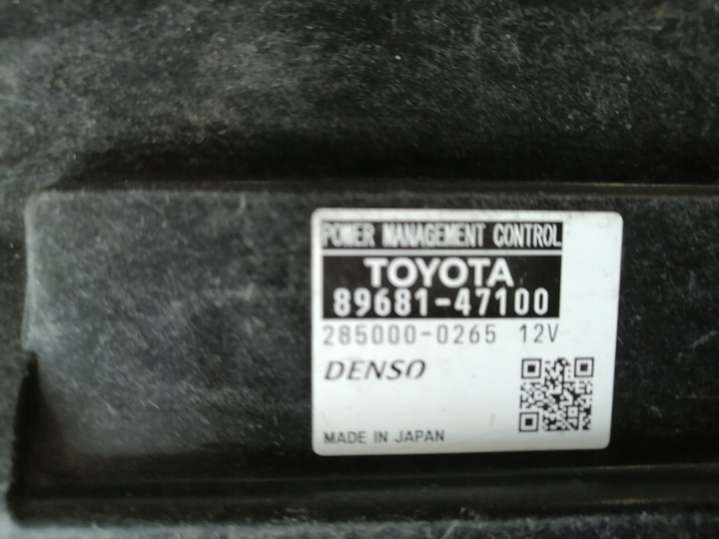 POWER MANAGEMENT CONTROL
TOYOTA
89681-47100
285000-0265 12V
DENSO
MADE IN JAPAN